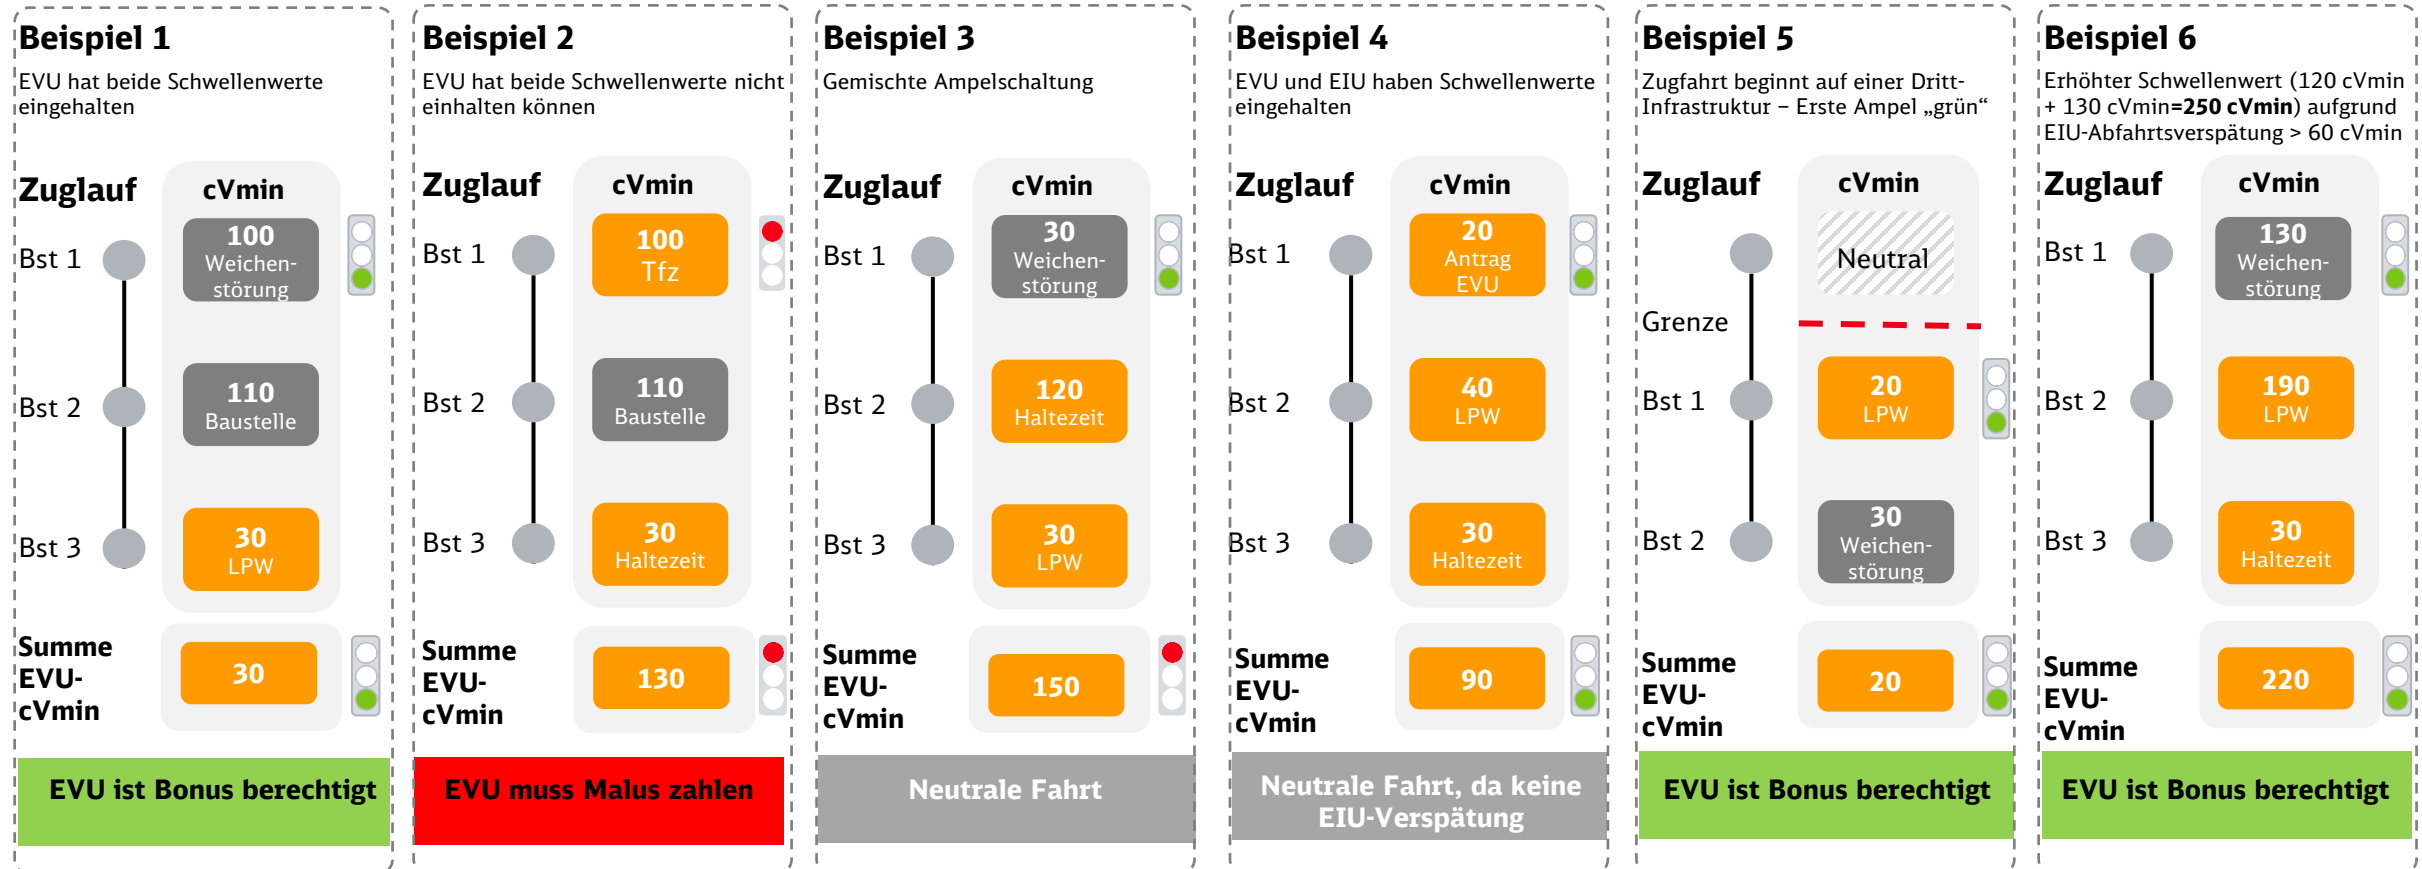 Beispiel 1
EVU hat beide Schwellenwerte
eingehalten
Zuglauf
cVmin
Bst 1
100
Weichen-
störung
Bst 2
110
Baustelle
Bst 3
30
LPW
Summe
EVU-
cVmin
30
EVU ist Bonus berechtigt
Beispiel 2
EVU hat beide Schwellenwerte nicht
einhalten können
Zuglauf
cVmin
Bst 1
100
Tfz
Bst 2
110
Baustelle
Bst 3
30
Haltezeit
Summe
EVU-
cVmin
130
EVU muss Malus zahlen
Beispiel 3
Gemischte Ampelschaltung
Zuglauf
cVmin
Bst 1
30
Weichen-
störung
Bst 2
120
Haltezeit
Bst 3
30
LPW
Summe
EVU-
cVmin
150
Neutrale Fahrt
Beispiel 4
EVU und EIU haben Schwellenwerte
eingehalten
Zuglauf
cVmin
Bst 1
20
Antrag
EVU
Bst 2
40
LPW
Bst 3
30
Haltezeit
Summe
EVU-
cVmin
90
Neutrale Fahrt, da keine
EIU-Verspätung
Beispiel 5
Zugfahrt beginnt auf einer Dritt-
Infrastruktur – Erste Ampel „grün“
Zuglauf
cVmin
Neutral
Grenze
Bst 1
20
LPW
Bst 2
30
Weichen-
störung
Summe
EVU-
cVmin
20
EVU ist Bonus berechtigt
Beispiel 6
Erhöhter Schwellenwert (120 cVmin
+ 130 cVmin=250 cVmin) aufgrund
EIU-Abfahrtsverspätung > 60 cVmin
Zuglauf
cVmin
Bst 1
130
Weichen-
störung
Bst 2
190
LPW
Bst 3
30
Haltezeit
Summe
EVU-
cVmin
220
EVU ist Bonus berechtigt